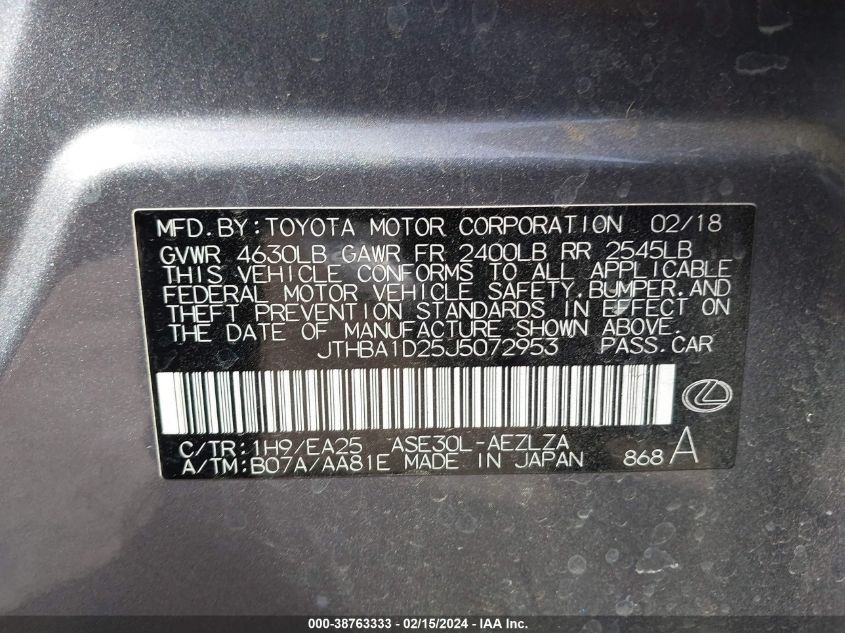 MFD.BY:TOYOTA MOTOR CORPORATION 02/18
GVWR 4630LB GAWR FR 2400LB RR 2545LB
THIS VEHICLE CONFORMS TO ALL APPLICABLE
FEDERAL MOTOR VEHICLE SAFETY,BUMPER,AND
THEFT PREVENTION STANDARDS IN EFFECT ON
THE DATE OF MANUFACTURE SHOWN ABOVE.
JTHBA1D25J5072953 PASS.CAR
C/TR:1H9/EA25 ASE30L-AEZLZA
A/TM:B07A/AA81E MADE IN JAPAN 868 A
000-38763333 - 02/15/2024 - IAA Inc.